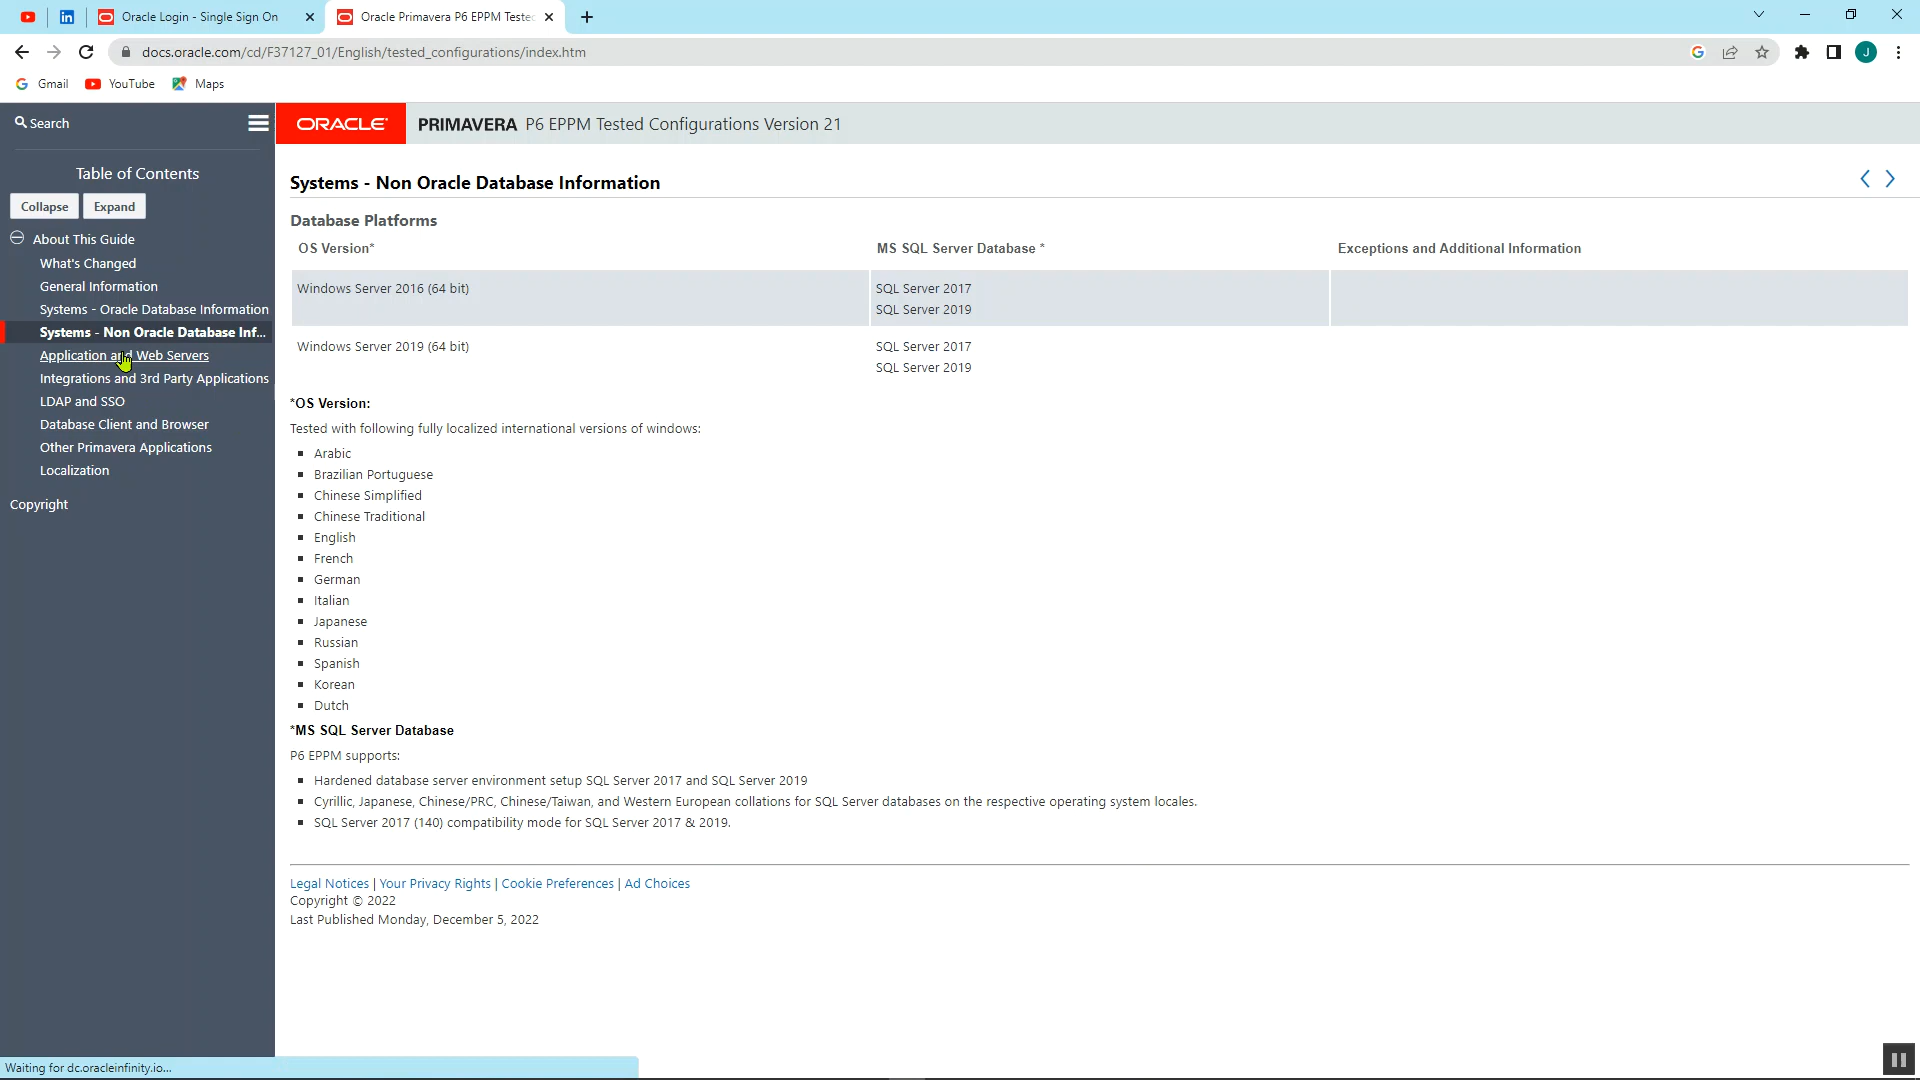 Oracle Login - Single Sign On
Oracle Primavera P6 EPPM Teste
docs.oracle.com/cd/F37127_01/English/tested_configurations/index.htm
J
Gmail
YouTube
Maps
Search
ORACLE
PRIMAVERA P6 EPPM Tested Configurations Version 21
Table of Contents
Collapse
Expand
About This Guide
What's Changed
General Information
Systems - Oracle Database Information
Systems - Non Oracle Database Inf...
Application and Web Servers
Integrations and 3rd Party Applications
LDAP and SSO
Database Client and Browser
Other Primavera Applications
Localization
Copyright
Systems - Non Oracle Database Information
Database Platforms
OS Version*
MS SQL Server Database *
Exceptions and Additional Information
Windows Server 2016 (64 bit)
SQL Server 2017
SQL Server 2019
Windows Server 2019 (64 bit)
SQL Server 2017
SQL Server 2019
*OS Version:
Tested with following fully localized international versions of windows:
Arabic
Brazilian Portuguese
Chinese Simplified
Chinese Traditional
English
French
German
Italian
Japanese
Russian
Spanish
Korean
Dutch
*MS SQL Server Database
P6 EPPM supports:
Hardened database server environment setup SQL Server 2017 and SQL Server 2019
Cyrillic, Japanese, Chinese/PRC, Chinese/Taiwan, and Western European collations for SQL Server databases on the respective operating system locales.
SQL Server 2017 (140) compatibility mode for SQL Server 2017 & 2019.
Legal Notices | Your Privacy Rights | Cookie Preferences | Ad Choices
Copyright © 2022
Last Published Monday, December 5, 2022
Waiting for dc.oracleinfinity.io...